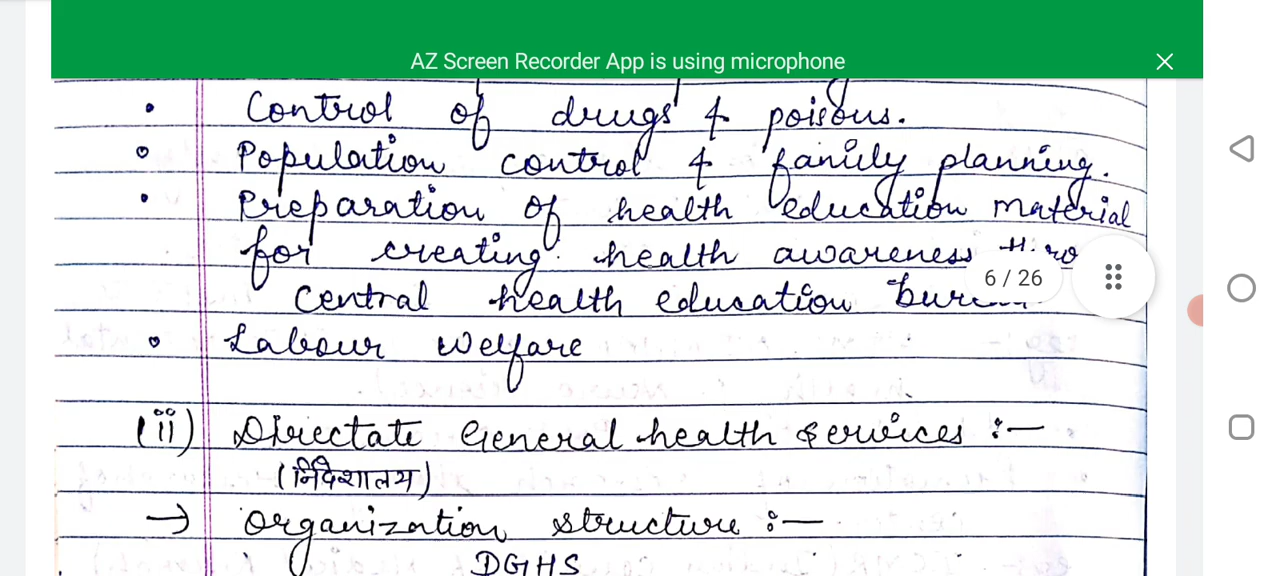 AZ Screen Recorder App is using microphone
• Control of drugs & poisons.
• Population control & family planning.
• Preparation of health education material
for creating health awareness
6 / 26
Central health education
• Labour welfare
(ii) Directate General health services :—
(निदेशालय)
→ Organization structure :—
DGHS